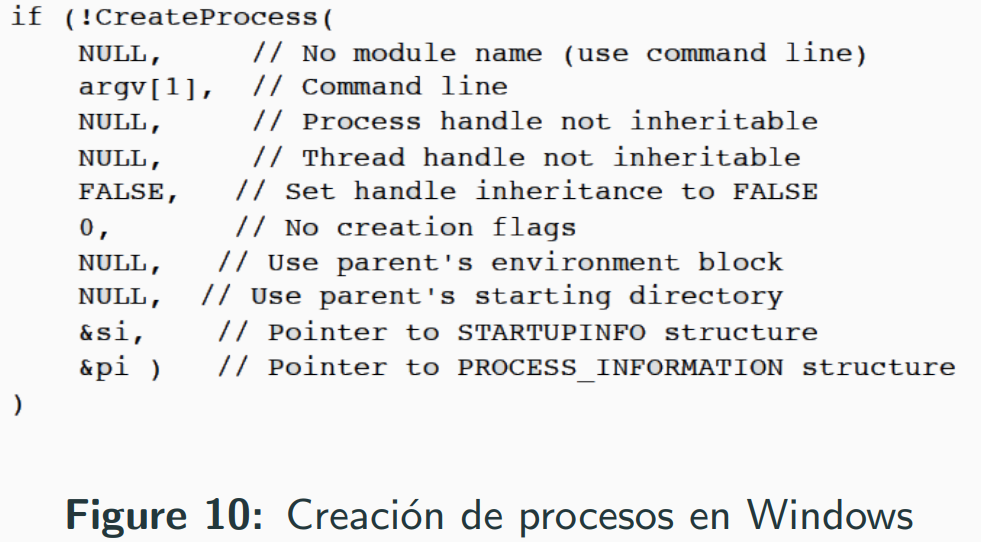 if (!CreateProcess(
    NULL,     // No module name (use command line)
    argv[1],  // Command line
    NULL,     // Process handle not inheritable
    NULL,     // Thread handle not inheritable
    FALSE,   // Set handle inheritance to FALSE
    0,       // No creation flags
    NULL,   // Use parent's environment block
    NULL,  // Use parent's starting directory
    &si,    // Pointer to STARTUPINFO structure
    &pi )   // Pointer to PROCESS_INFORMATION structure
)
Figure 10: Creación de procesos en Windows